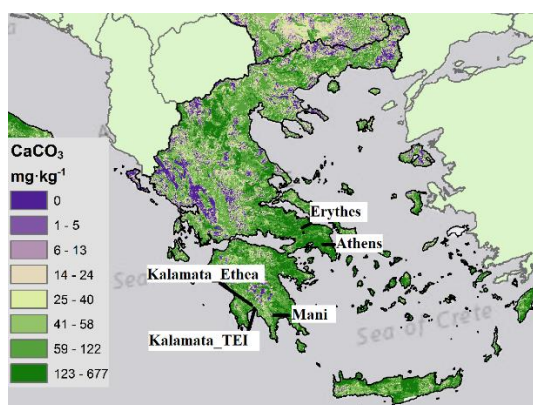 CaCO₃
mg·kg⁻¹
0
1 - 5
6 - 13
14 - 24
25 - 40
41 - 58
59 - 122
123 - 677
Erythes
Athens
Kalamata_Ethea
Mani
Kalamata_TEI
Sea of Crete
Sea